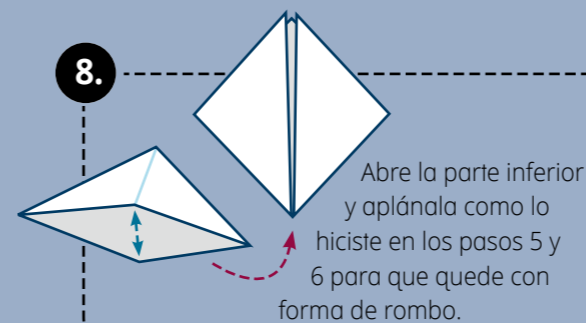 8.
Abre la parte inferior
y aplánala como lo
hiciste en los pasos 5 y
6 para que quede con
forma de rombo.